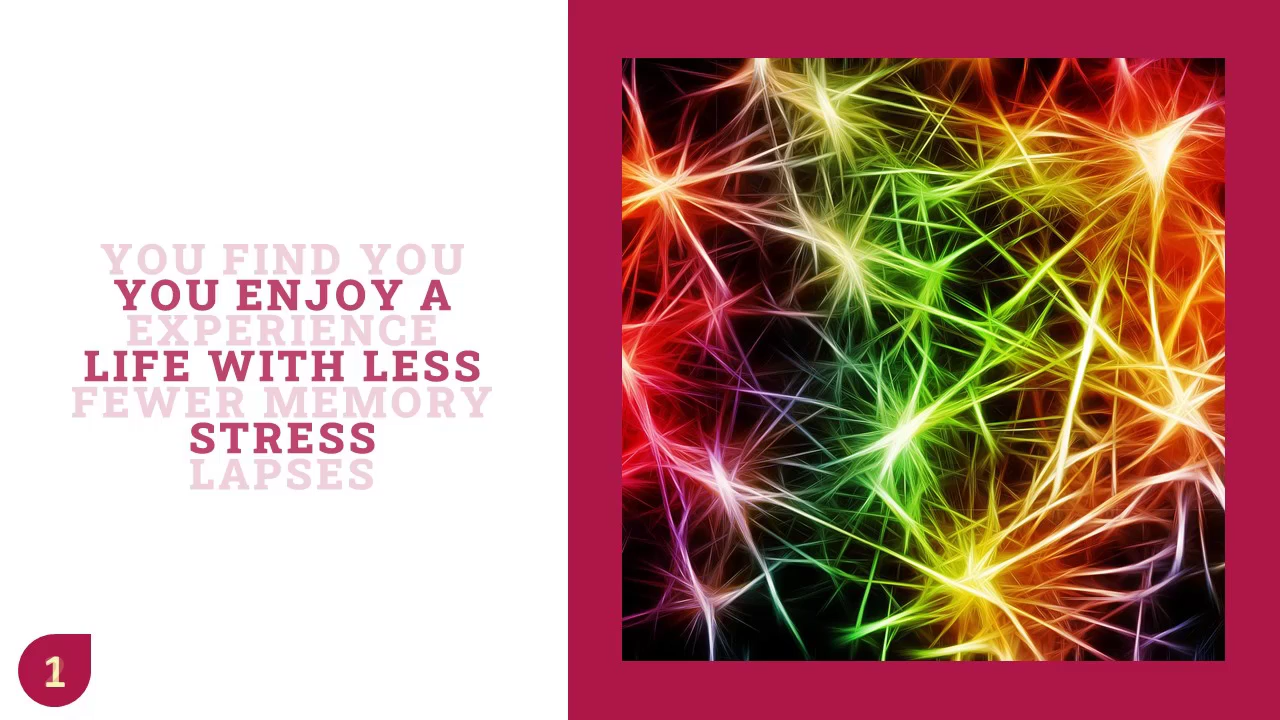 YOU FIND YOU
YOU ENJOY A
EXPERIENCE
LIFE WITH LESS
FEWER MEMORY
STRESS
LAPSES
1